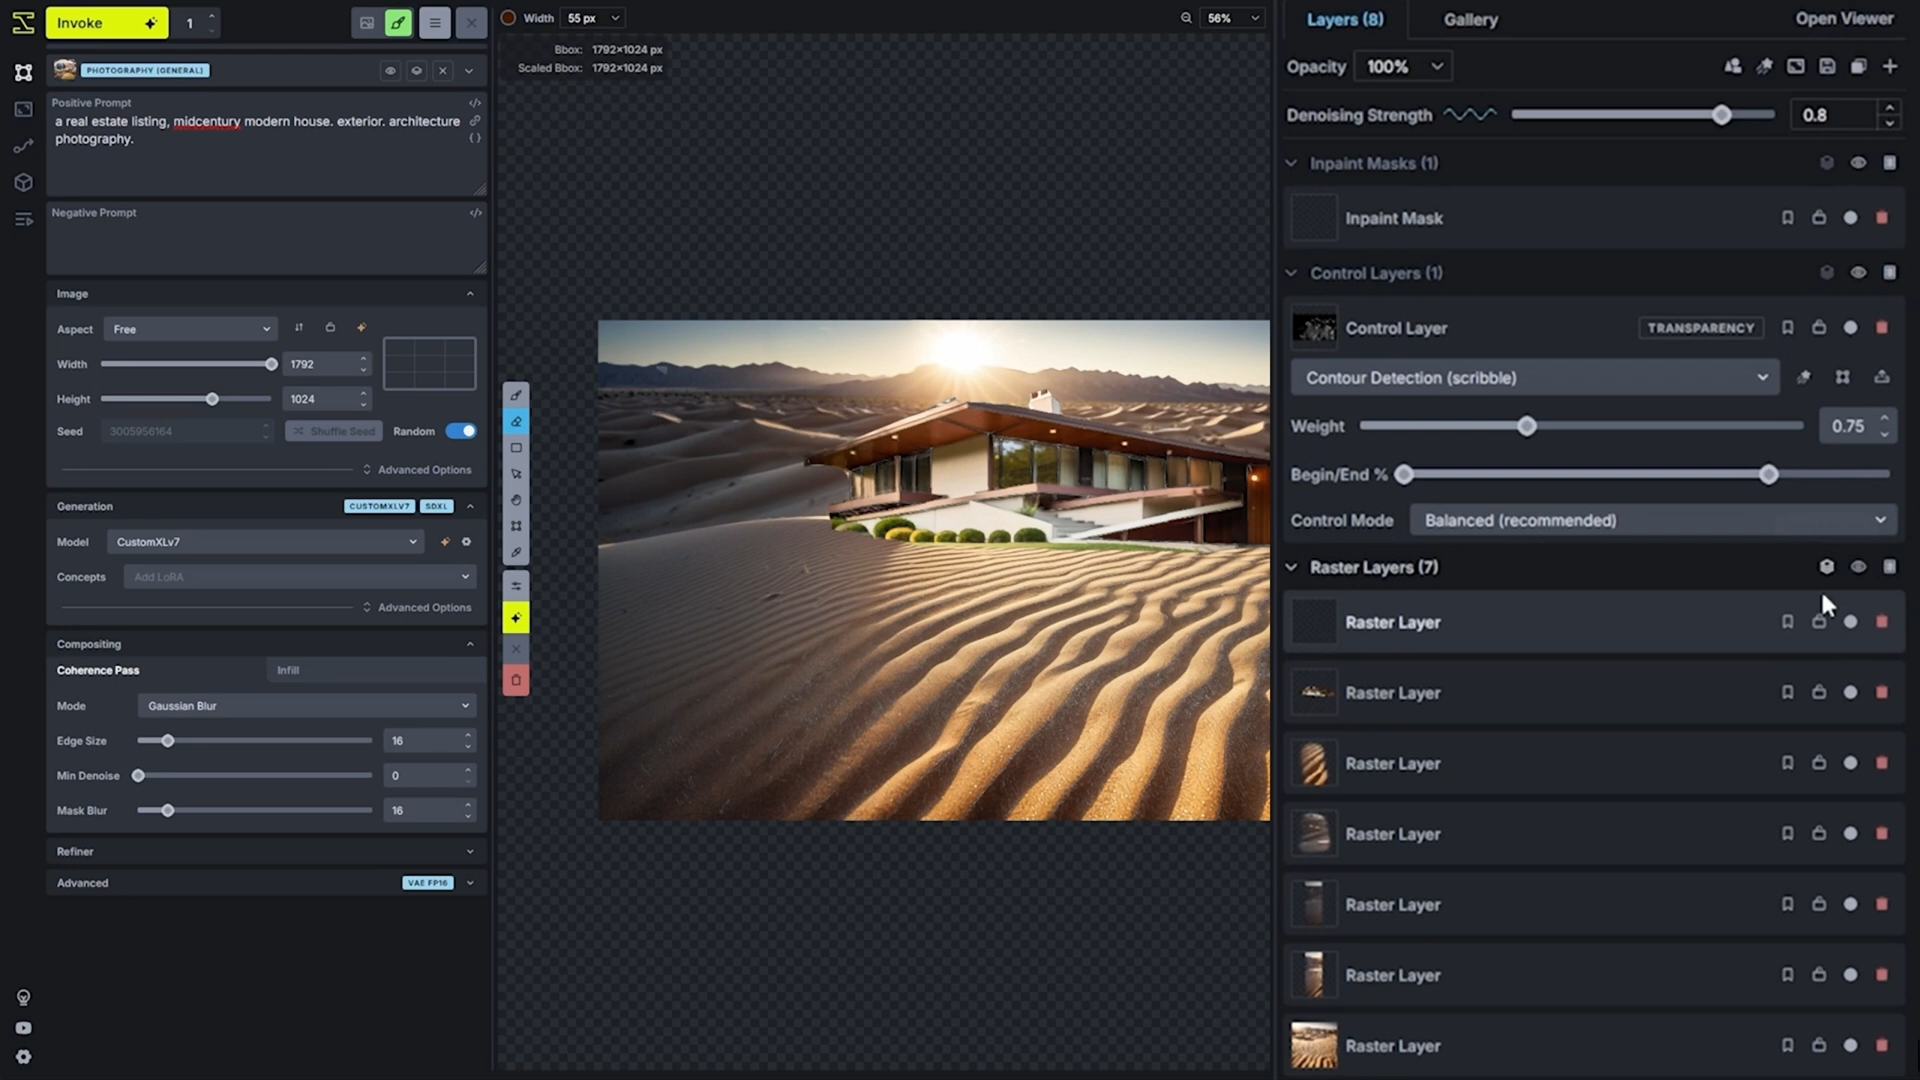 Invoke
1
PHOTOGRAPHY (GENERAL)
Positive Prompt
a real estate listing, midcentury modern house. exterior. architecture
photography.
Negative Prompt
Image
Aspect
Free
Width
1792
Height
1024
Seed
3005956164
Shuffle Seed
Random
Advanced Options
Generation
CUSTOMXLV7
SDXL
Model
CustomXLv7
Concepts
Add LoRA
Advanced Options
Compositing
Coherence Pass
Infill
Mode
Gaussian Blur
Edge Size
16
Min Denoise
0
Mask Blur
16
Refiner
Advanced
VAE FP16
Width
55 px
56%
Bbox: 1792×1024 px
Scaled Bbox: 1792×1024 px
Layers (8)
Gallery
Open Viewer
Opacity
100%
Denoising Strength
0.8
Inpaint Masks (1)
Inpaint Mask
Control Layers (1)
Control Layer
TRANSPARENCY
Contour Detection (scribble)
Weight
0.75
Begin/End %
Control Mode
Balanced (recommended)
Raster Layers (7)
Raster Layer
Raster Layer
Raster Layer
Raster Layer
Raster Layer
Raster Layer
Raster Layer